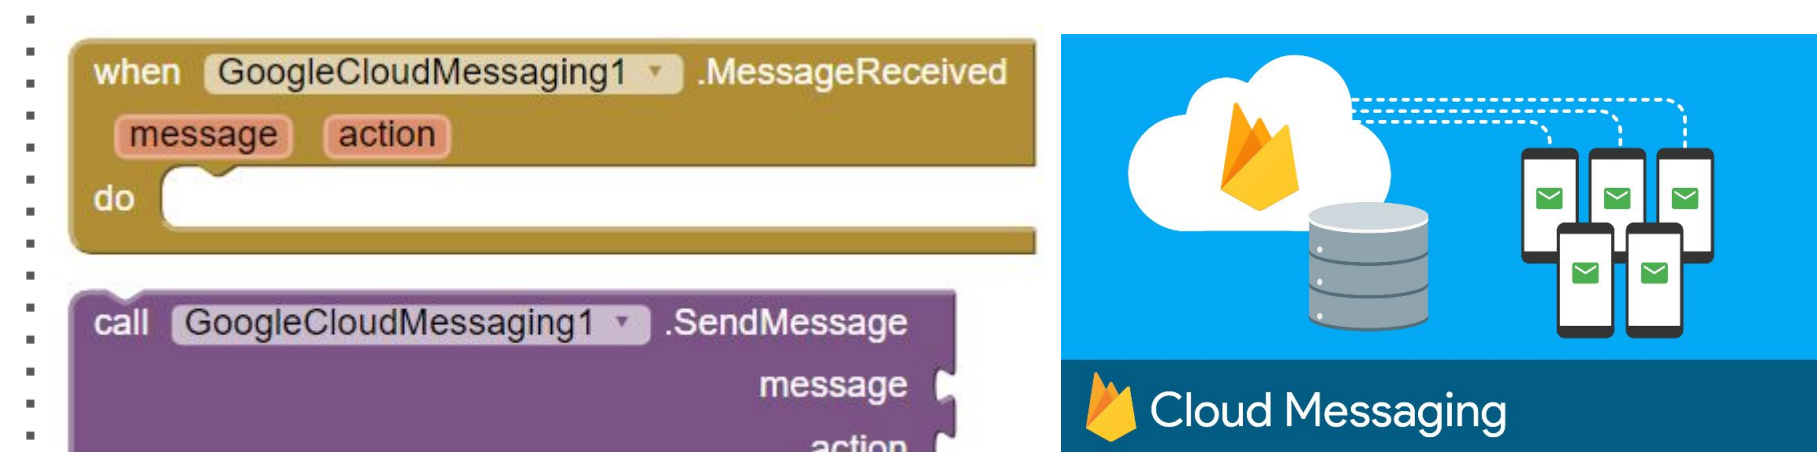 when GoogleCloudMessaging1 .MessageReceived
message action
do
call GoogleCloudMessaging1 .SendMessage
message
action
Cloud Messaging